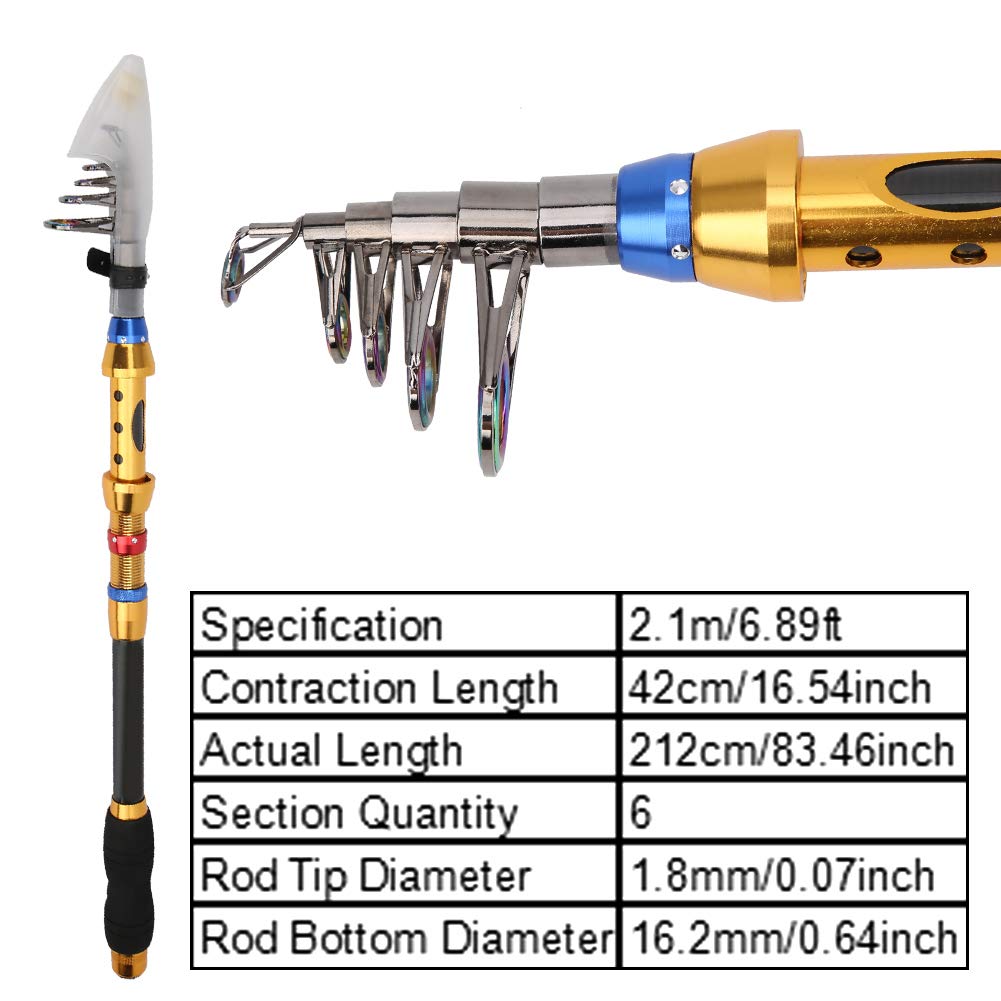 Specification 2.1m/6.89ft
Contraction Length 42cm/16.54inch
Actual Length 212cm/83.46inch
Section Quantity 6
Rod Tip Diameter 1.8mm/0.07inch
Rod Bottom Diameter 16.2mm/0.64inch